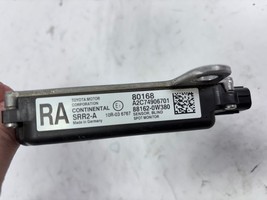 RA
TOYOTA MOTOR
CORPORATION
CONTINENTAL
SRR2-A
Made in Germany
80168
A2C74906701
88162-0W380
SENSOR, BLIND
SPOT MONITOR